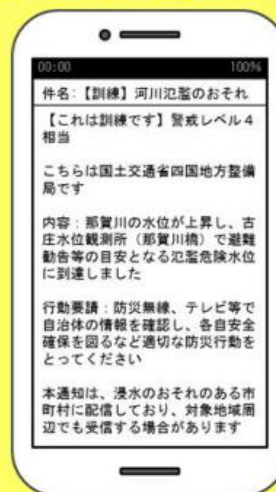 00:00 100%
件名:【訓練】河川氾濫のおそれ
【これは訓練です】警戒レベル４
相当
こちらは国土交通省四国地方整備
局です
内容:那賀川の水位が上昇し、古
庄水位観測所(那賀川橋)で避難
勧告等の目安となる氾濫危険水位
に到達しました
行動要請:防災無線、テレビ等で
自治体の情報を確認し、各自安全
確保を図るなど適切な防災行動を
とってください
本通知は、浸水のおそれのある市
町村に配信しており、対象地域周
辺でも受信する場合があります